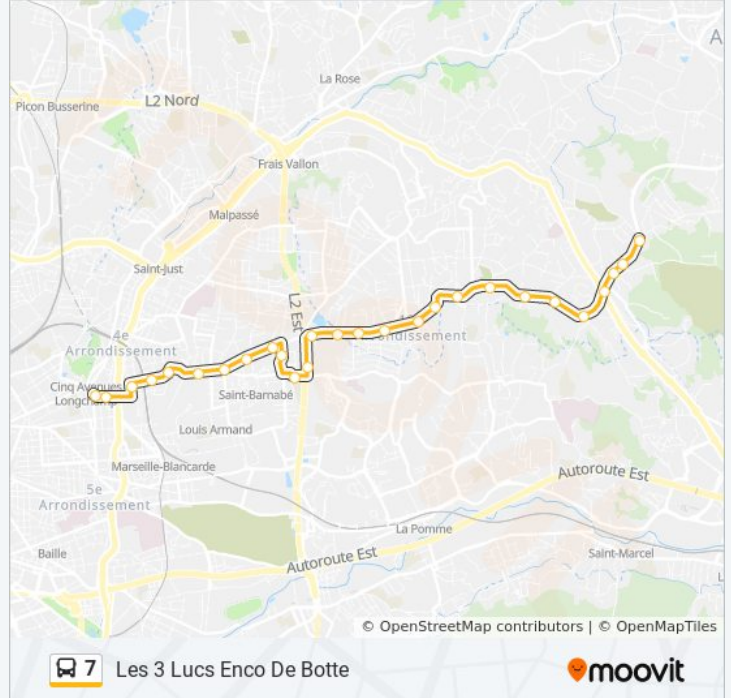 A
La Rose
Picon Busserine
L2 Nord
Frais Vallon
Malpassé
Saint-Just
L2 Est
4e
Arrondissement
ondissement
Cinq Avenues
Longchamp
Saint-Barnabé
Louis Armand
Marseille-Blancarde
Autoroute Est
5e
Arrondissement
La Pomme
Baille
Autoroute Est
Saint-Marcel
L
© OpenStreetMap contributors | © OpenMapTiles
7 Les 3 Lucs Enco De Botte
moovit